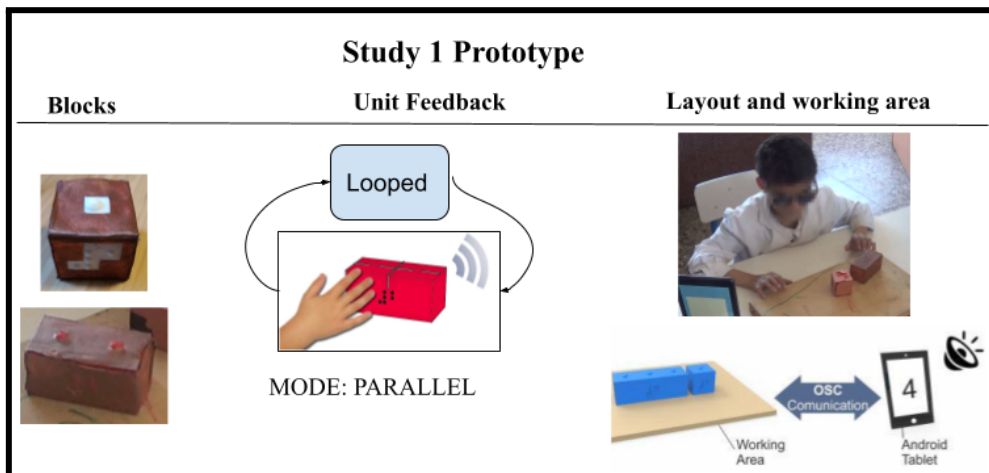 Study 1 Prototype
Blocks
Unit Feedback
Layout and working area
Looped
MODE: PARALLEL
OSC
Comunication
4
Working
Area
Android
Tablet